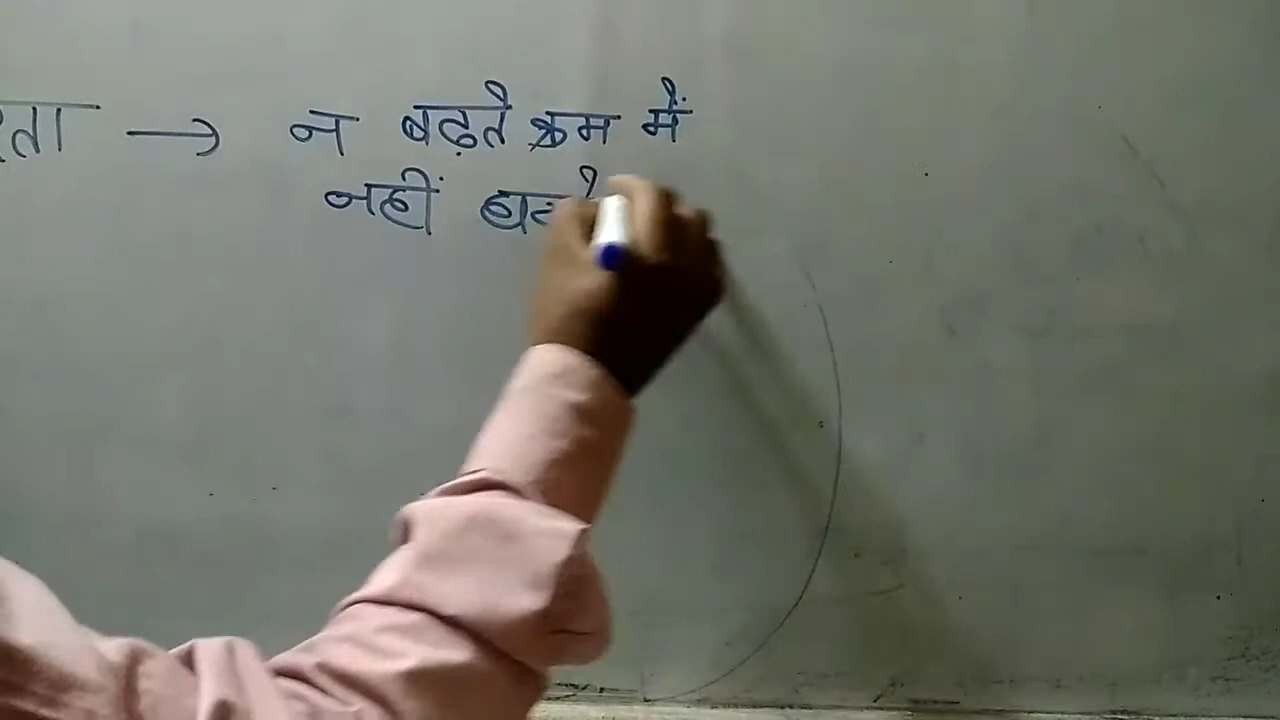 → न बढ़ते क्रम में
नहीं